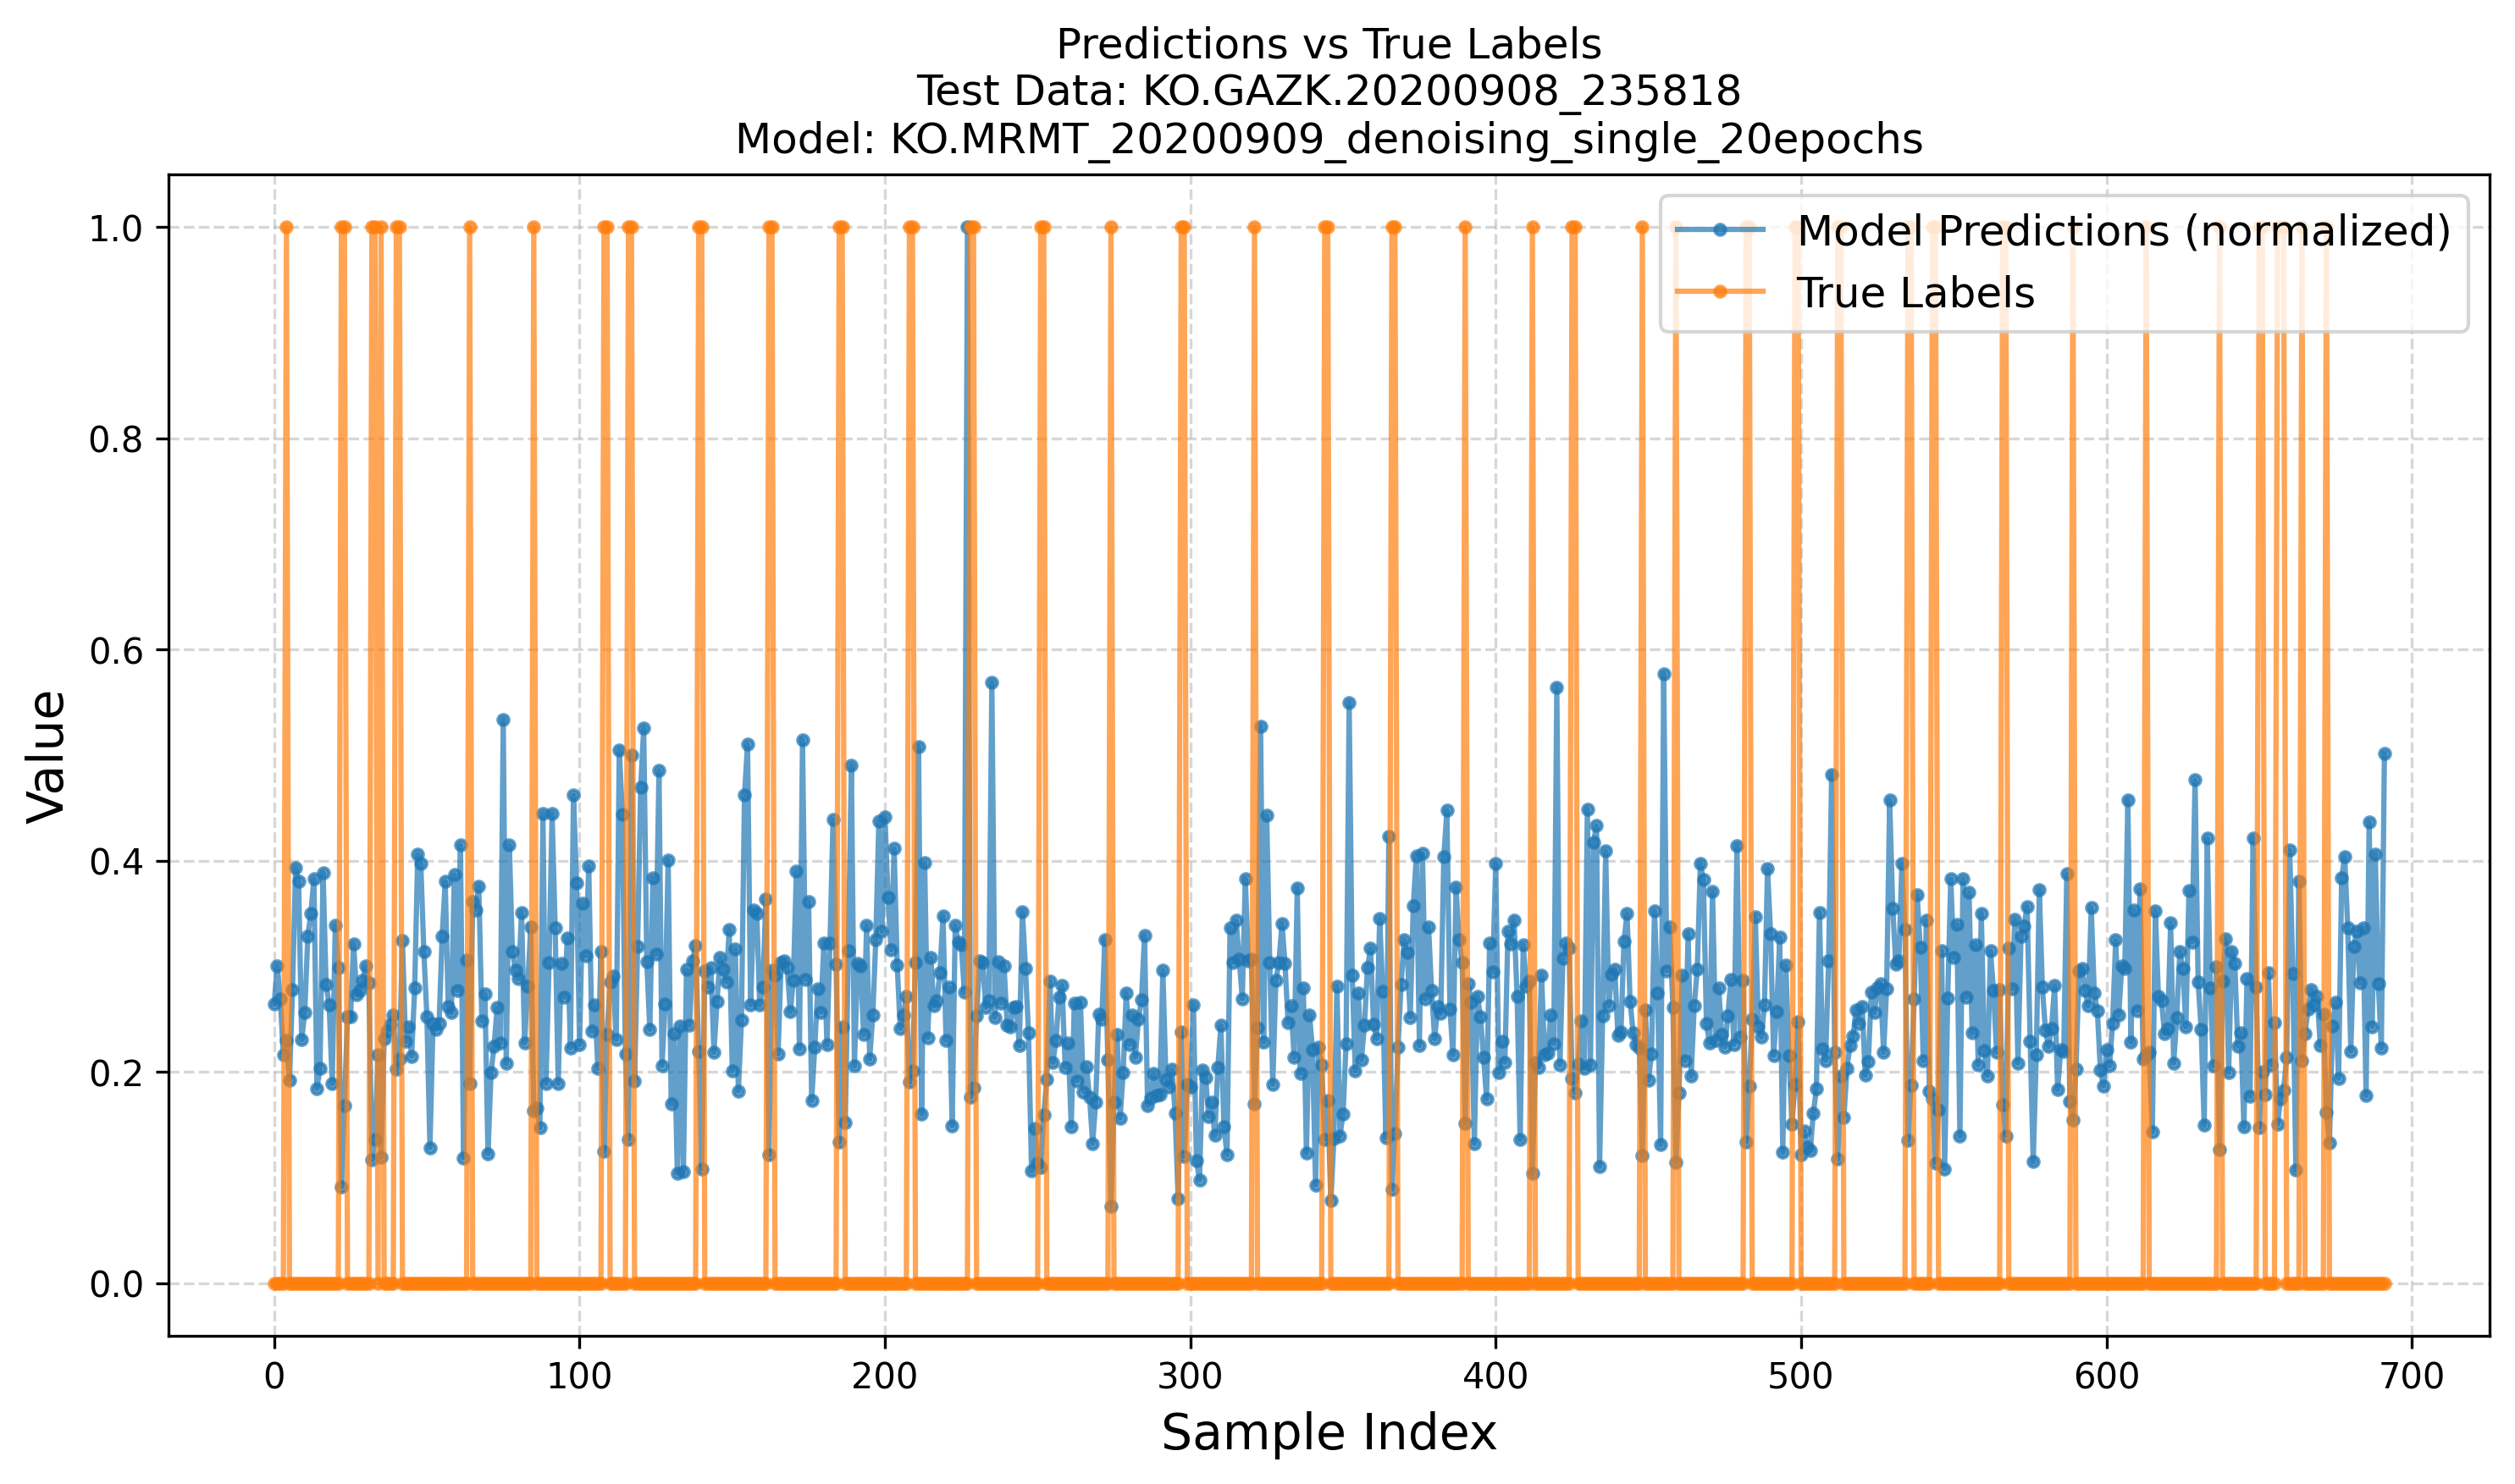 Predictions vs True Labels
Test Data: KO.GAZK.20200908_235818
Model: KO.MRMT_20200909_denoising_single_20epochs
Model Predictions (normalized)
True Labels
1.0
0.8
0.6
0.4
0.2
0.0
Value
0 100 200 300 400 500 600 700
Sample Index